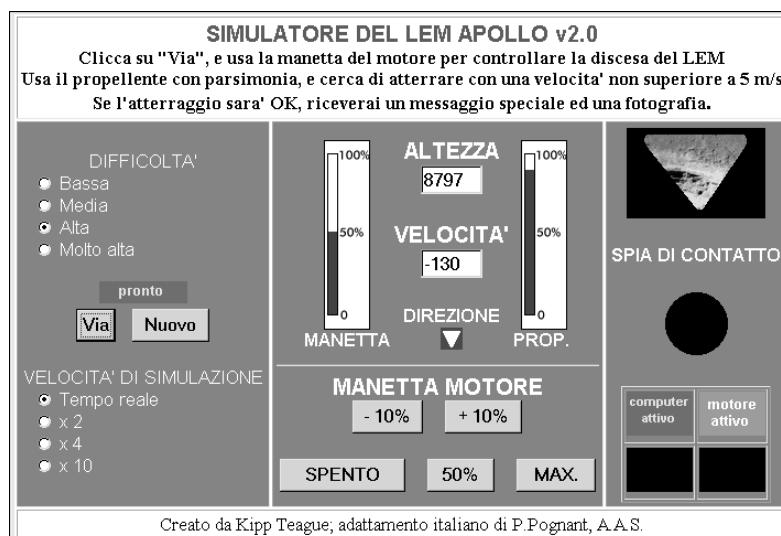 SIMULATORE DEL LEM APOLLO v2.0
Clicca su "Via", e usa la manetta del motore per controllare la discesa del LEM
Usa il propellente con parsimonia, e cerca di atterrare con una velocita' non superiore a 5 m/s
Se l'atterraggio sara' OK, riceverai un messaggio speciale ed una fotografia.
DIFFICOLTA'
Bassa
Media
Alta
Molto alta
pronto
Via Nuovo
VELOCITA' DI SIMULAZIONE
Tempo reale
x 2
x 4
x 10
100%
50%
0
MANETTA
ALTEZZA
8797
VELOCITA'
-130
DIREZIONE
100%
50%
0
PROP.
MANETTA MOTORE
- 10% + 10%
SPENTO 50% MAX.
SPIA DI CONTATTO
computer
attivo
motore
attivo
Creato da Kipp Teague; adattamento italiano di P.Pognant, A.A.S.